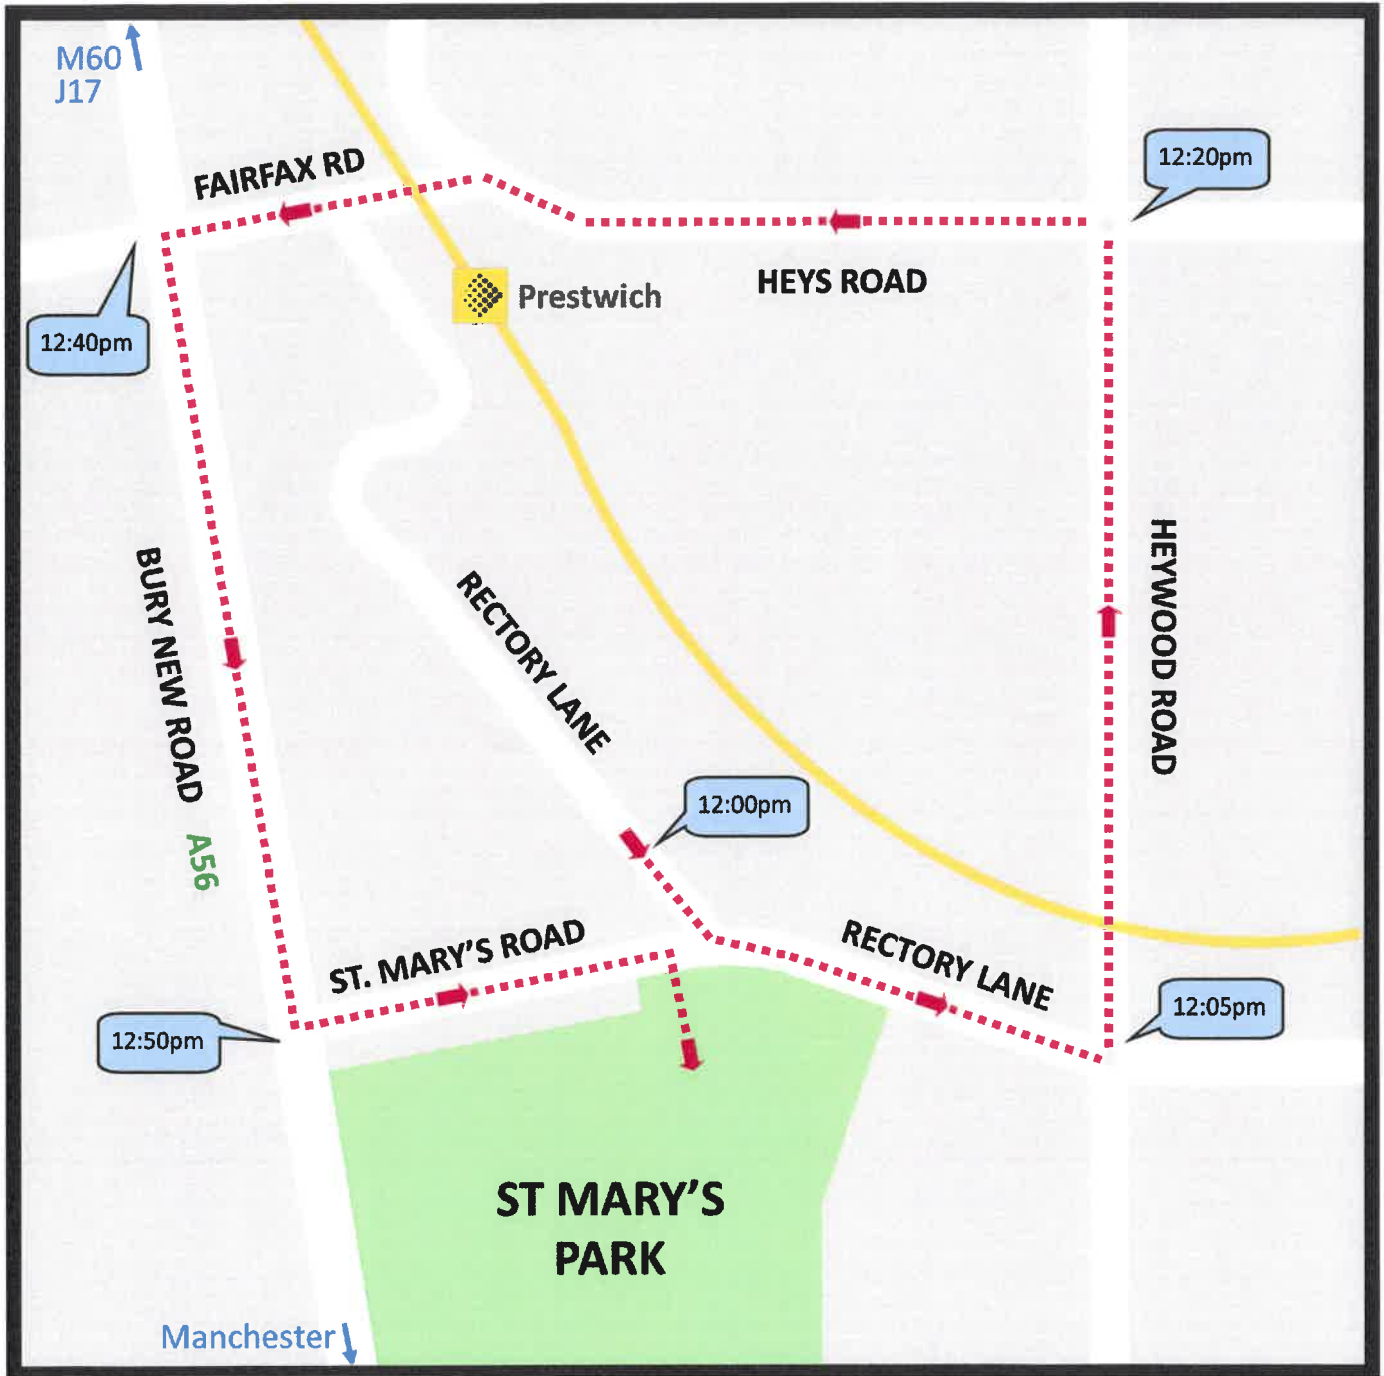 M60
J17
FAIRFAX RD
12:20pm
HEYS ROAD
Prestwich
12:40pm
HEYWOOD ROAD
BURY NEW ROAD
A56
RECTORY LANE
12:00pm
ST. MARY'S ROAD
RECTORY LANE
12:05pm
12:50pm
ST MARY'S
PARK
Manchester